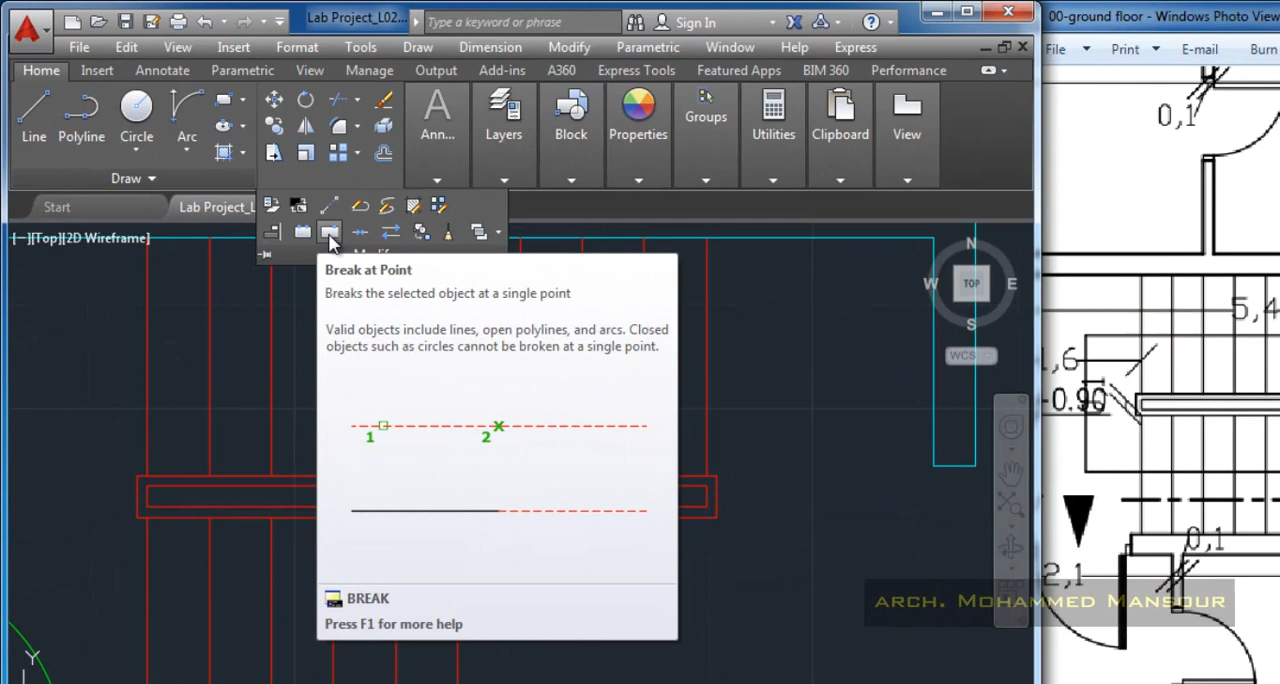 Lab Project_L02...
Type a keyword or phrase
Sign In
00-ground floor - Windows Photo View
File Edit View Insert Format Tools Draw Dimension Modify Parametric Window Help Express
File Print E-mail Burn
Home Insert Annotate Parametric View Manage Output Add-ins A360 Express Tools Featured Apps BIM 360 Performance
Line Polyline Circle Arc
Ann... Layers Block Properties Groups Utilities Clipboard View
Draw
Start
Lab Project_L
[−][Top][2D Wireframe]
Break at Point
Breaks the selected object at a single point
Valid objects include lines, open polylines, and arcs. Closed
objects such as circles cannot be broken at a single point.
1 2
BREAK
Press F1 for more help
N
W TOP E
S
WCS
Y
0,1
5,4
1,6
-0.90
0,1
2,1
arch. Mohammed Mansour